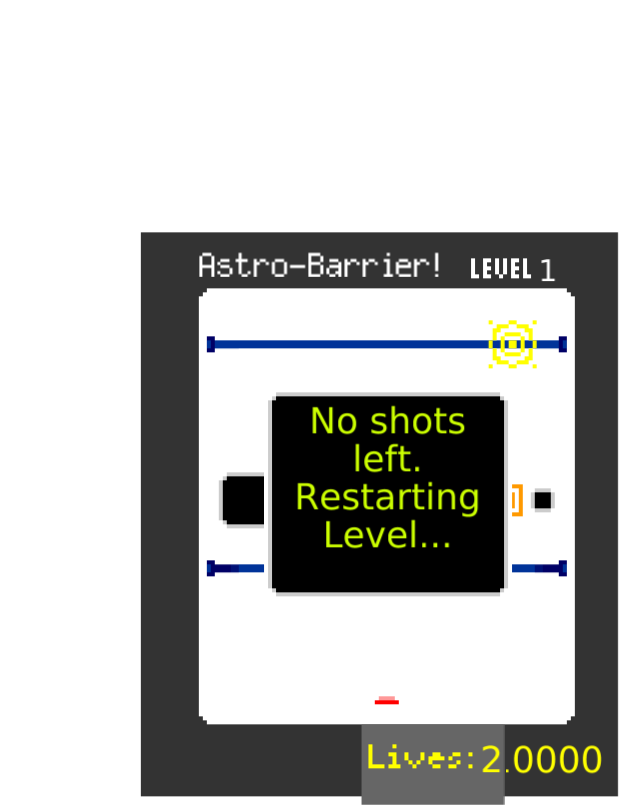 Astro-Barrier! LEVEL 1
No shots
left.
Restarting
Level...
Lives: 2.0000